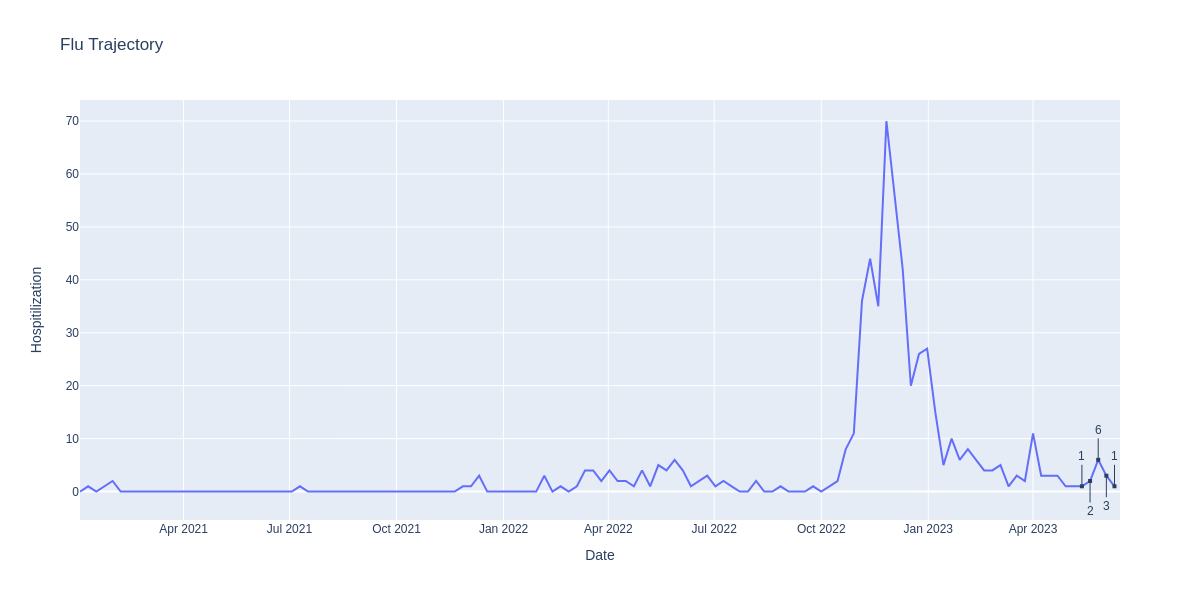 Flu Trajectory
70
60
50
40
30
20
10
0
Hospitilization
6
1
1
2
3
Apr 2021
Jul 2021
Oct 2021
Jan 2022
Apr 2022
Jul 2022
Oct 2022
Jan 2023
Apr 2023
Date